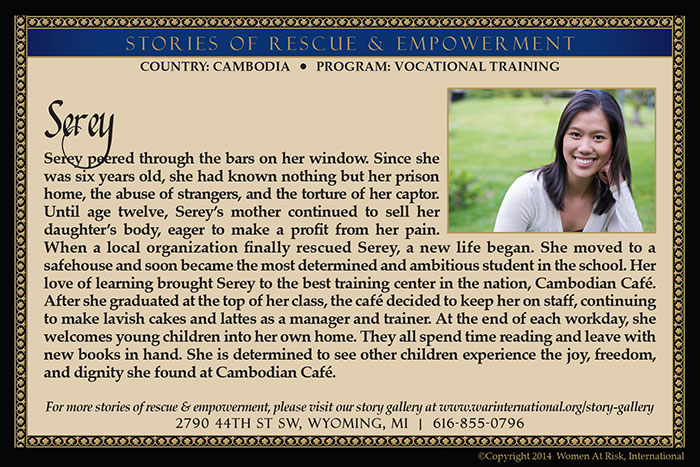 STORIES OF RESCUE & EMPOWERMENT
COUNTRY: CAMBODIA • PROGRAM: VOCATIONAL TRAINING
Serey
Serey peered through the bars on her window. Since she
was six years old, she had known nothing but her prison
home, the abuse of strangers, and the torture of her captor.
Until age twelve, Serey's mother continued to sell her
daughter's body, eager to make a profit from her pain.
When a local organization finally rescued Serey, a new life began. She moved to a
safehouse and soon became the most determined and ambitious student in the school. Her
love of learning brought Serey to the best training center in the nation, Cambodian Café.
After she graduated at the top of her class, the café decided to keep her on staff, continuing
to make lavish cakes and lattes as a manager and trainer. At the end of each workday, she
welcomes young children into her own home. They all spend time reading and leave with
new books in hand. She is determined to see other children experience the joy, freedom,
and dignity she found at Cambodian Café.
For more stories of rescue & empowerment, please visit our story gallery at www.warinternational.org/story-gallery
2790 44TH ST SW, WYOMING, MI | 616-855-0796
©Copyright 2014 Women At Risk, International